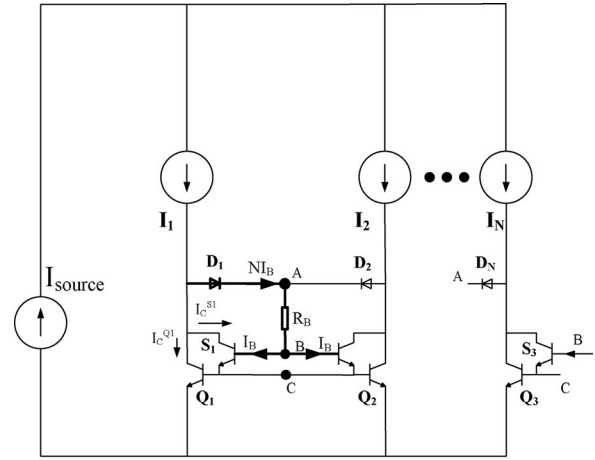 I1 I2 IN
D1 NIB A D2 A DN
Isource
IC^S1 RB
IC^Q1 S1 IB B IB S3 B
C C
Q1 Q2 Q3